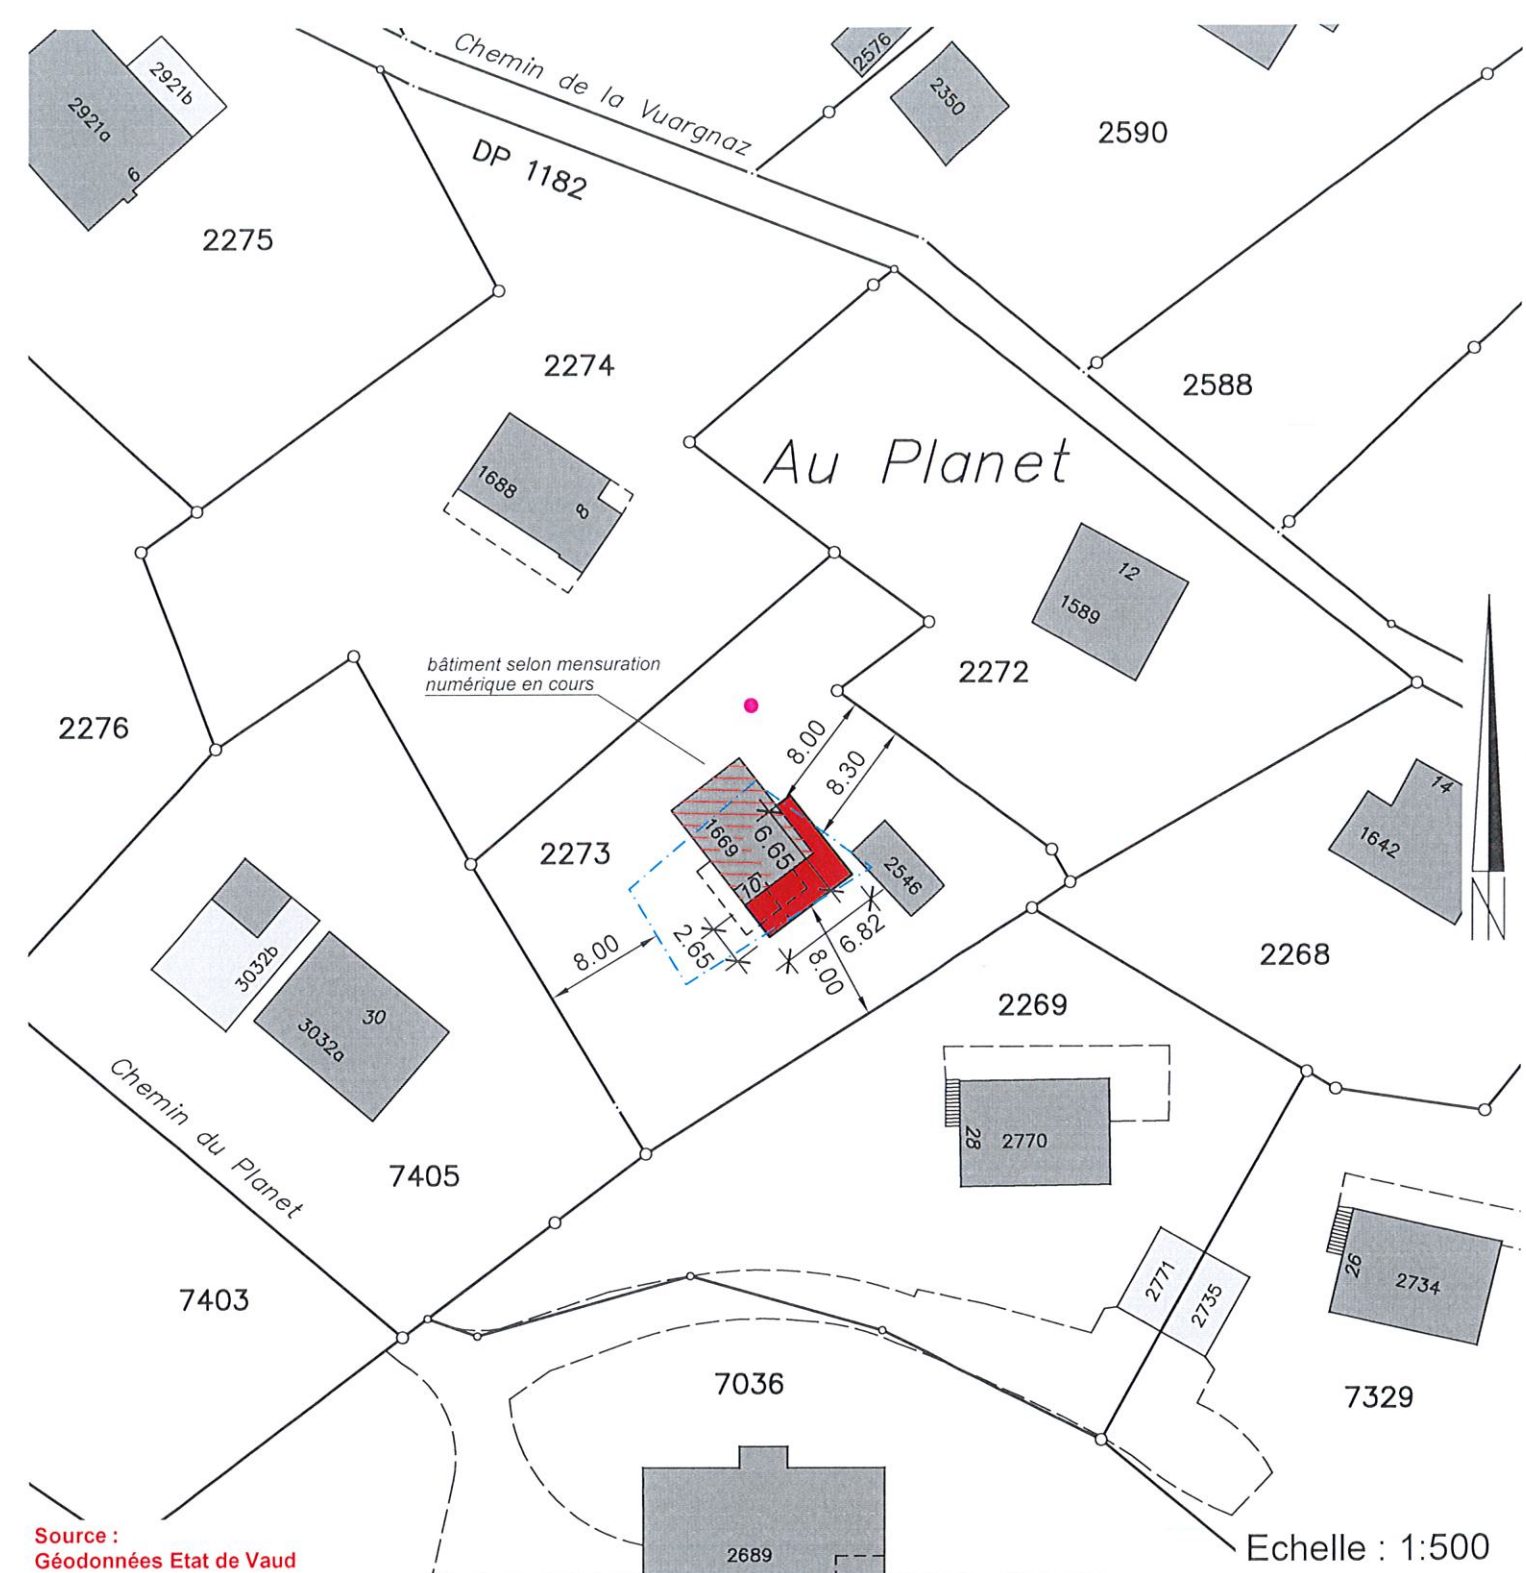 2576
Chemin de la Vuargnaz
2921b
2921a
6
2350
2590
DP 1182
2275
2274
2588
Au Planet
1688
8
12
1589
bâtiment selon mensuration
numérique en cours
2272
2276
8.00
8.30
14
1642
2273
1669
6.65
10
2546
2.65
6.82
8.00
8.00
N
2268
3032b
30
3032a
2269
Chemin du Planet
28
2770
7405
26
2734
2771
2735
7403
7036
7329
2689
Source :
Géodonnées Etat de Vaud
Echelle : 1:500